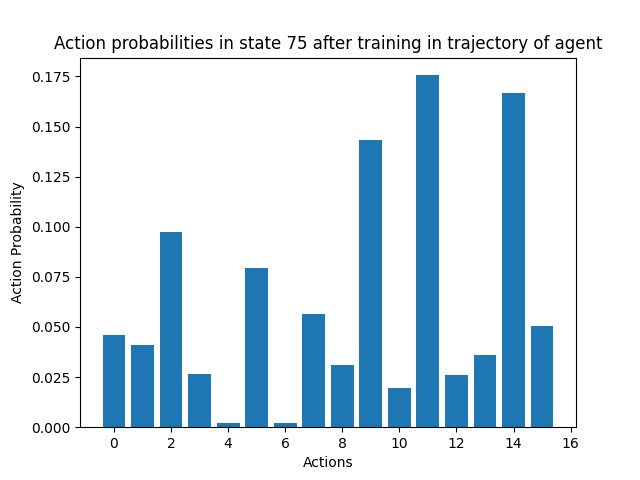 Action probabilities in state 75 after training in trajectory of agent
0.175
0.150
0.125
0.100
0.075
0.050
0.025
0.000
Action Probability
0 2 4 6 8 10 12 14 16
Actions